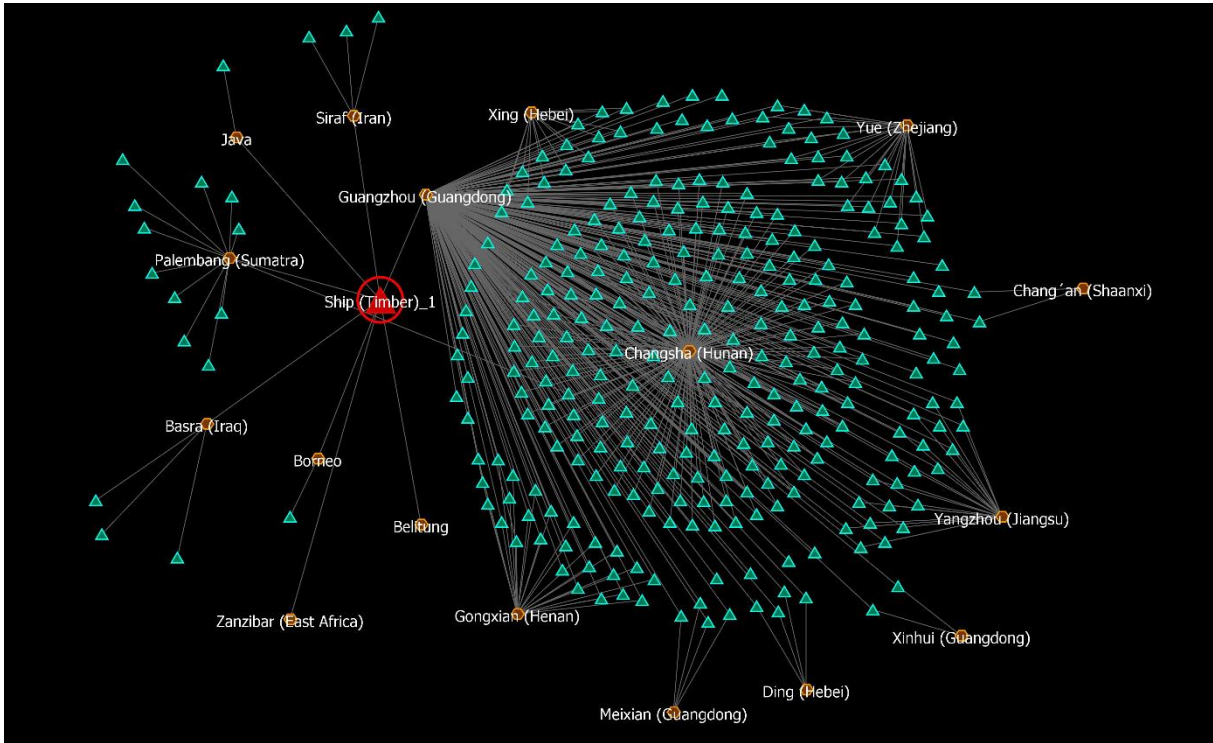 Xing (Hebei)
Siraf (Iran)
Yue (Zhejiang)
Java
Guangzhou (Guangdong)
Palembang (Sumatra)
Chang´an (Shaanxi)
Ship (Timber)_1
Changsha (Hunan)
Basra (Iraq)
Borneo
Yangzhou (Jiangsu)
Belitung
Gongxian (Henan)
Zanzibar (East Africa)
Xinhui (Guangdong)
Ding (Hebei)
Meixian (Guangdong)